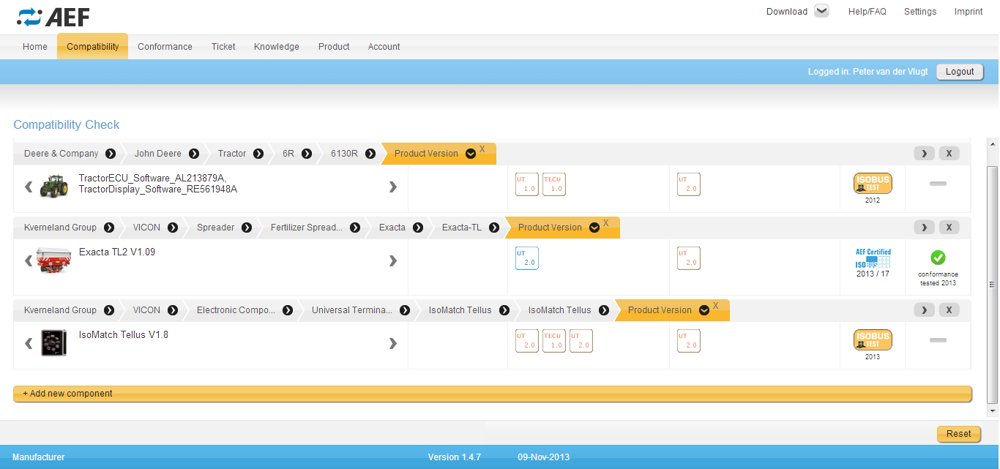 AEF
Download Help/FAQ Settings Imprint
Home Compatibility Conformance Ticket Knowledge Product Account
Logged in: Peter van der Vlugt Logout
Compatibility Check
Deere & Company John Deere Tractor 6R 6130R Product Version X X
TractorECU_Software_AL213879A,
TractorDisplay_Software_RE561948A
UT 1.0 TECU 1.0 UT 2.0
ISOBUS
TEST
2012
Kverneland Group VICON Spreader Fertilizer Spread... Exacta Exacta-TL Product Version X X
Exacta TL2 V1.09
UT 2.0 UT 2.0
AEF Certified
ISOBUS
2013 / 17
conformance
tested 2013
Kverneland Group VICON Electronic Compo... Universal Termina... IsoMatch Tellus IsoMatch Tellus Product Version X X
IsoMatch Tellus V1.8
UT 2.0 TECU 1.0 UT 2.0 UT 2.0
ISOBUS
TEST
2013
+ Add new component
Reset
Manufacturer Version 1.4.7 09-Nov-2013